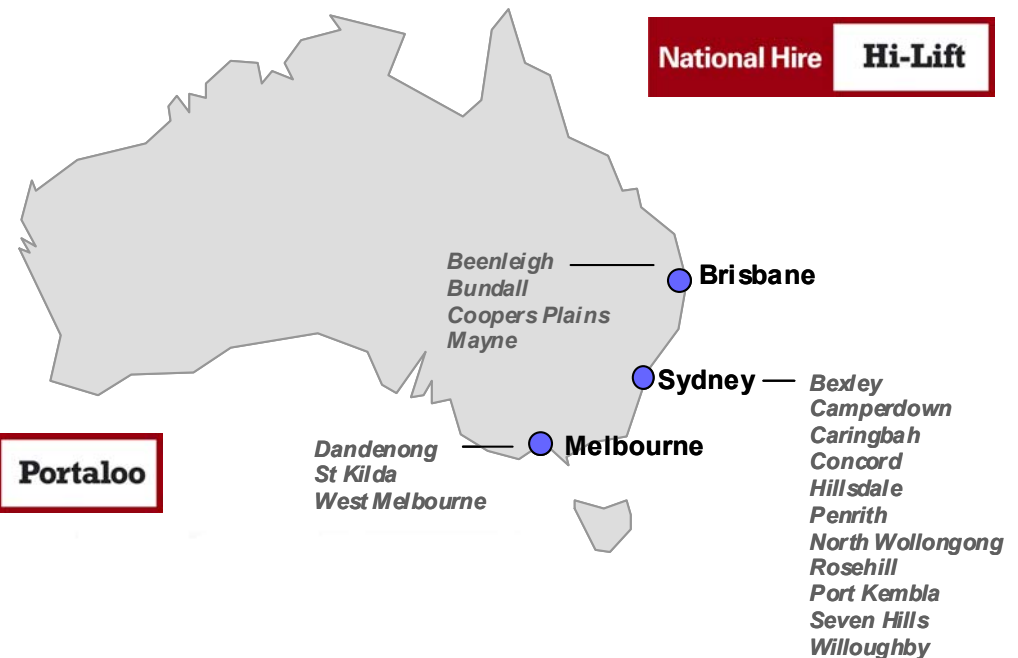 National Hire Hi-Lift
Beenleigh
Bundall
Coopers Plains
Mayne
Brisbane
Sydney
Bexley
Camperdown
Caringbah
Concord
Hillsdale
Penrith
North Wollongong
Rosehill
Port Kembla
Seven Hills
Willoughby
Dandenong
St Kilda
West Melbourne
Melbourne
Portaloo